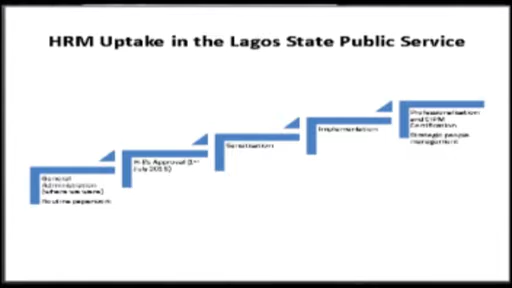 HRM Uptake in the Lagos State Public Service
General
Administration
(where we were)
Routine paperwork
Approval (1st
July 2015)
Sensitisation
Implementation
Professionalisation
and CIPM
Certification
Strategic people
management